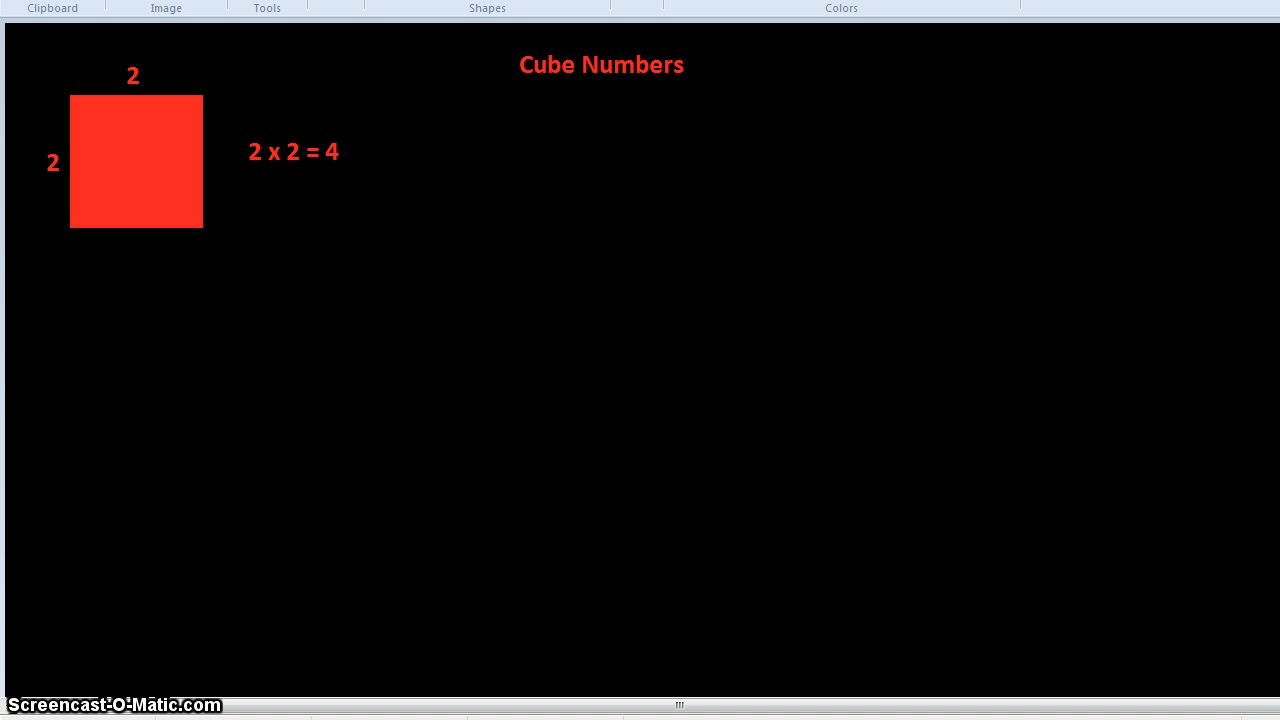 Clipboard Image Tools Shapes Colors
Cube Numbers
2
2
2 x 2 = 4
Screencast-O-Matic.com